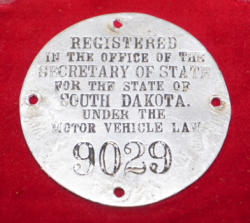 REGISTERED
IN THE OFFICE OF THE
SECRETARY OF STATE
FOR THE STATE OF
SOUTH DAKOTA.
UNDER THE
MOTOR VEHICLE LAW
9029